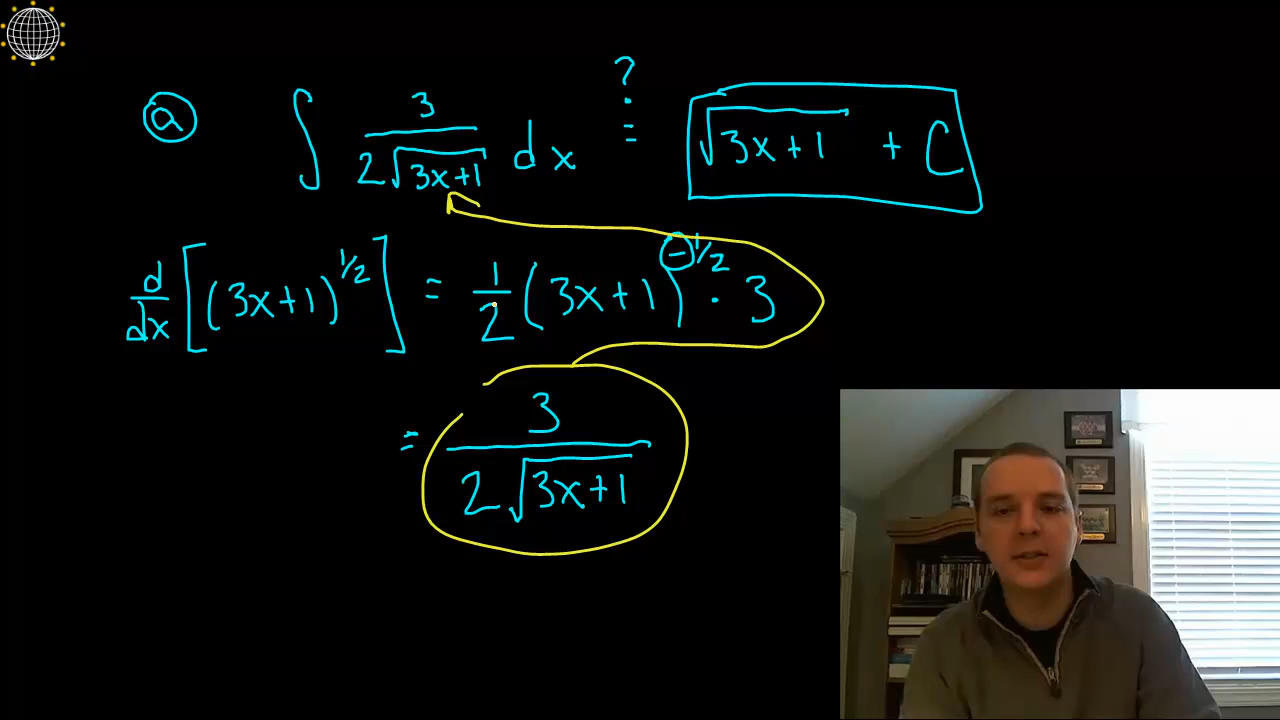 ⓐ ∫ 3/(2√(3x+1)) dx ?= √(3x+1) + C
d/dx [(3x+1)^(1/2)] = 1/2 (3x+1)^(-1/2) · 3
= 3/(2√(3x+1))